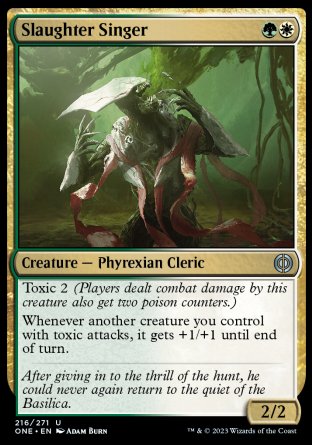 Slaughter Singer
Creature — Phyrexian Cleric
Toxic 2 (Players dealt combat damage by this
creature also get two poison counters.)
Whenever another creature you control
with toxic attacks, it gets +1/+1 until end
of turn.
After giving in to the thrill of the hunt, he
could never again return to the quiet of the
Basilica.
2/2
216/271 U
ONE • EN Adam Burn
™ & © 2023 Wizards of the Coast